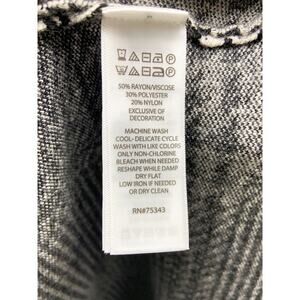 50% RAYON/VISCOSE
30% POLYESTER
20% NYLON
EXCLUSIVE OF
DECORATION
MACHINE WASH
COOL- DELICATE CYCLE
WASH WITH LIKE COLORS
ONLY NON-CHLORINE
BLEACH WHEN NEEDED
RESHAPE WHILE DAMP
DRY FLAT
LOW IRON IF NEEDED
OR DRY CLEAN
RN#75343